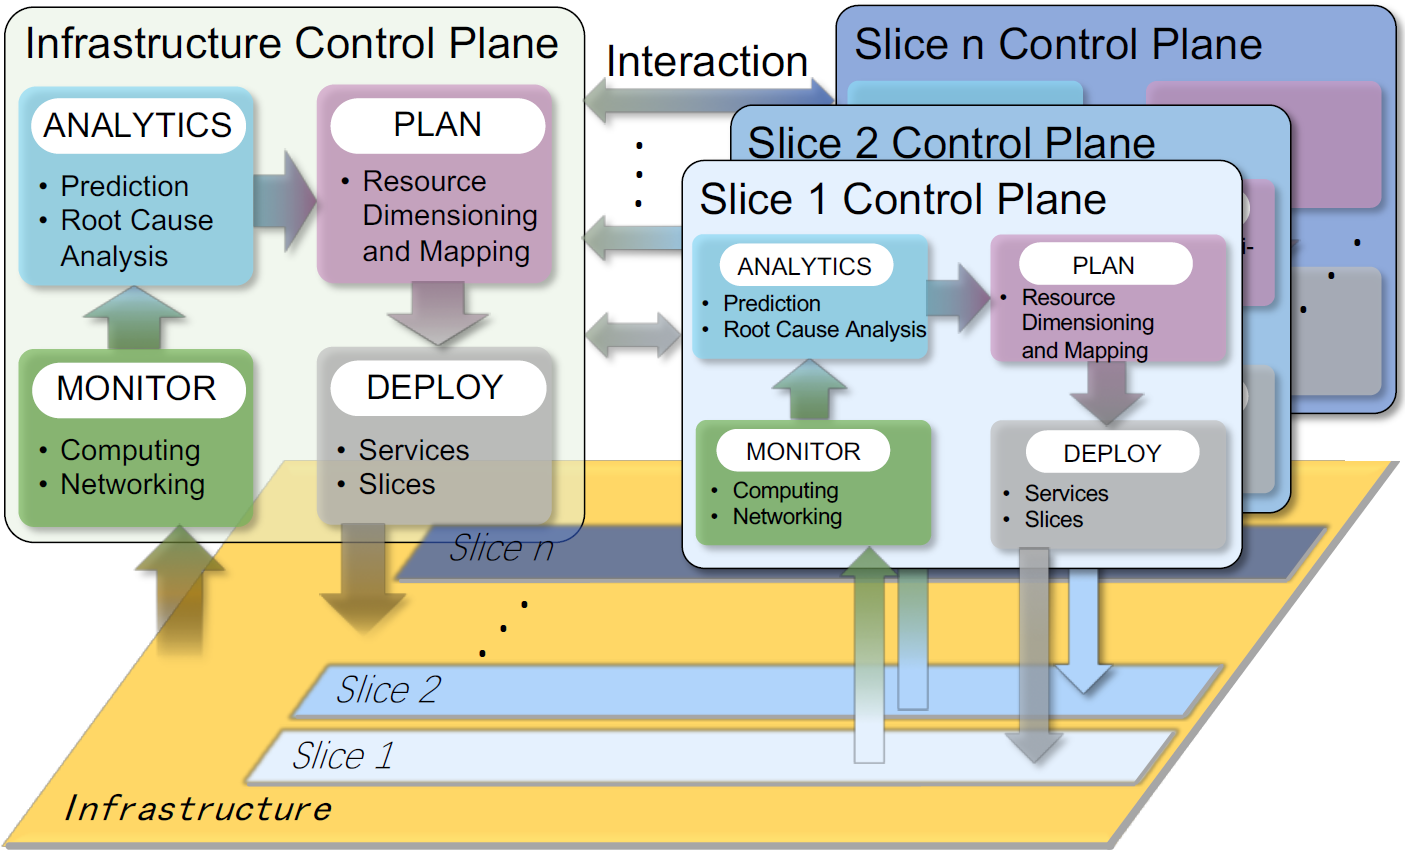 Infrastructure Control Plane
ANALYTICS
• Prediction
• Root Cause
Analysis
PLAN
• Resource
Dimensioning
and Mapping
MONITOR
• Computing
• Networking
DEPLOY
• Services
• Slices
Interaction
Slice n Control Plane
Slice 2 Control Plane
Slice 1 Control Plane
ANALYTICS
• Prediction
• Root Cause Analysis
PLAN
• Resource
Dimensioning
and Mapping
MONITOR
• Computing
• Networking
DEPLOY
• Services
• Slices
Slice n
Slice 2
Slice 1
Infrastructure